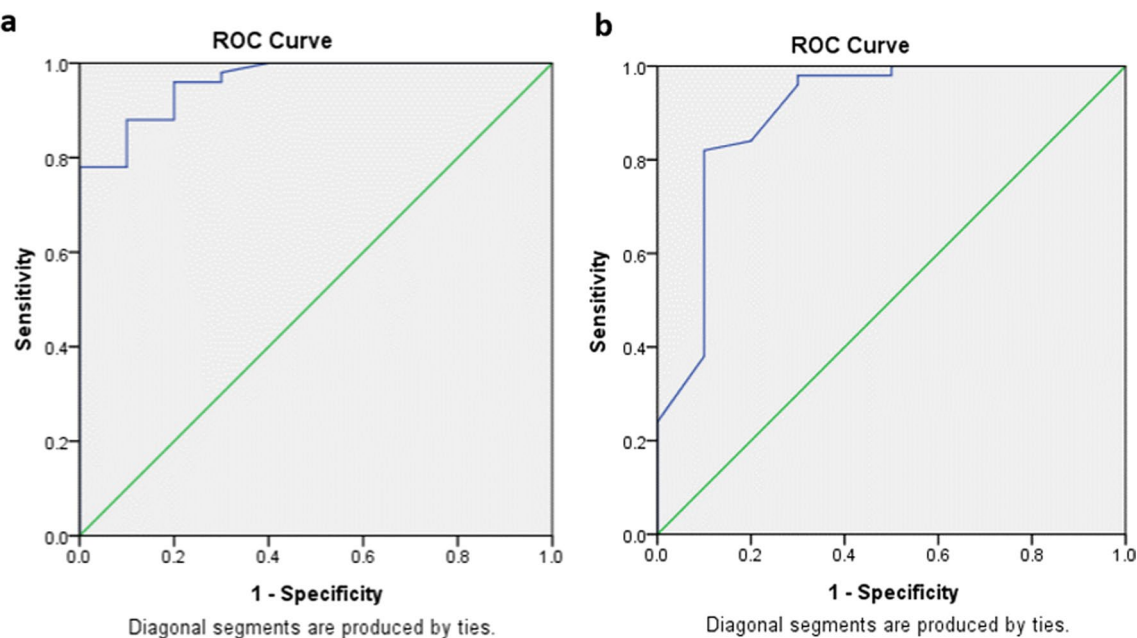 a
ROC Curve
1.0
0.8
0.6
0.4
0.2
0.0
Sensitivity
0.0 0.2 0.4 0.6 0.8 1.0
1 - Specificity
Diagonal segments are produced by ties.
b
ROC Curve
1.0
0.8
0.6
0.4
0.2
0.0
Sensitivity
0.0 0.2 0.4 0.6 0.8 1.0
1 - Specificity
Diagonal segments are produced by ties.